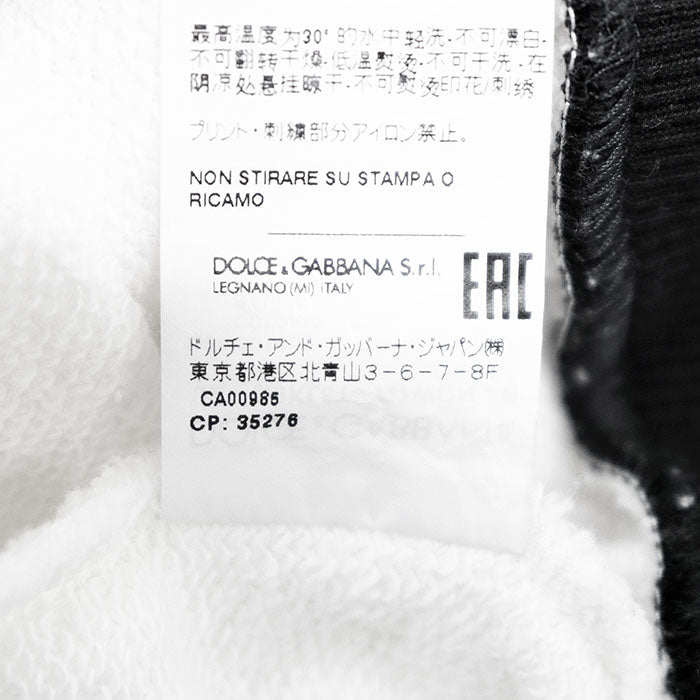 最高温度为30°的水中轻洗·不可漂白·
不可翻转干燥·低温熨烫·不可干洗·在
阴凉处悬挂晾干·不可熨烫印花/刺绣
プリント・刺繍部分アイロン禁止。
NON STIRARE SU STAMPA O
RICAMO
DOLCE & GABBANA S.r.l.
LEGNANO (MI) ITALY
EAC
ドルチェ・アンド・ガッバーナ・ジャパン(株)
東京都港区北青山3-6-7-8F
CA00985
CP: 35276